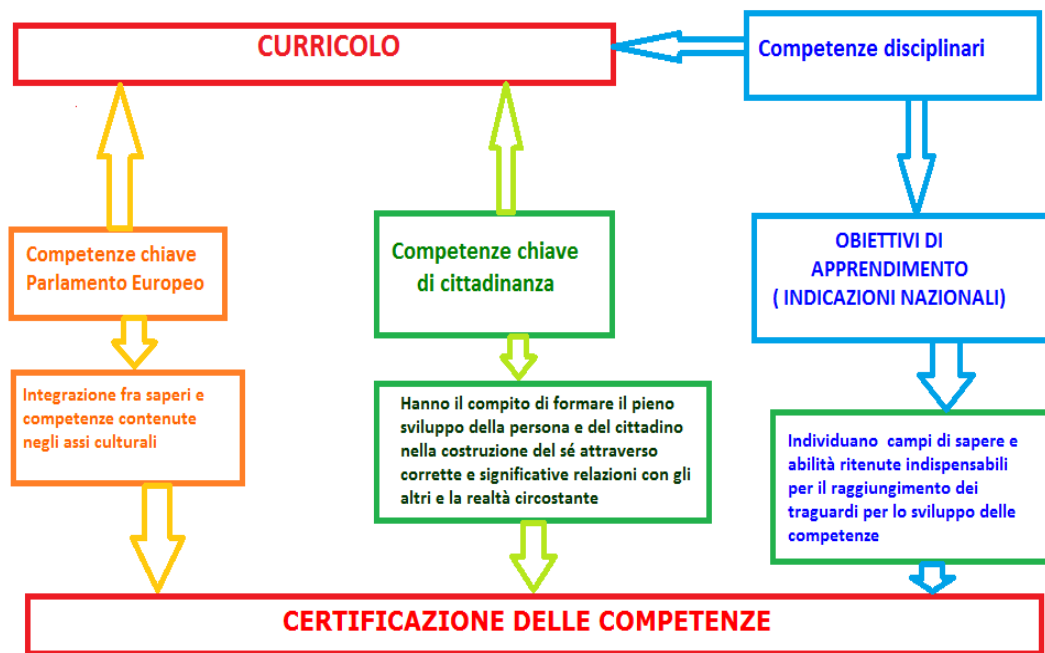 CURRICOLO
Competenze disciplinari
Competenze chiave
Parlamento Europeo
Competenze chiave
di cittadinanza
OBIETTIVI DI
APPRENDIMENTO
( INDICAZIONI NAZIONALI)
Integrazione fra saperi e
competenze contenute
negli assi culturali
Hanno il compito di formare il pieno
sviluppo della persona e del cittadino
nella costruzione del sé attraverso
corrette e significative relazioni con gli
altri e la realtà circostante
Individuano campi di sapere e
abilità ritenute indispensabili
per il raggiungimento dei
traguardi per lo sviluppo delle
competenze
CERTIFICAZIONE DELLE COMPETENZE